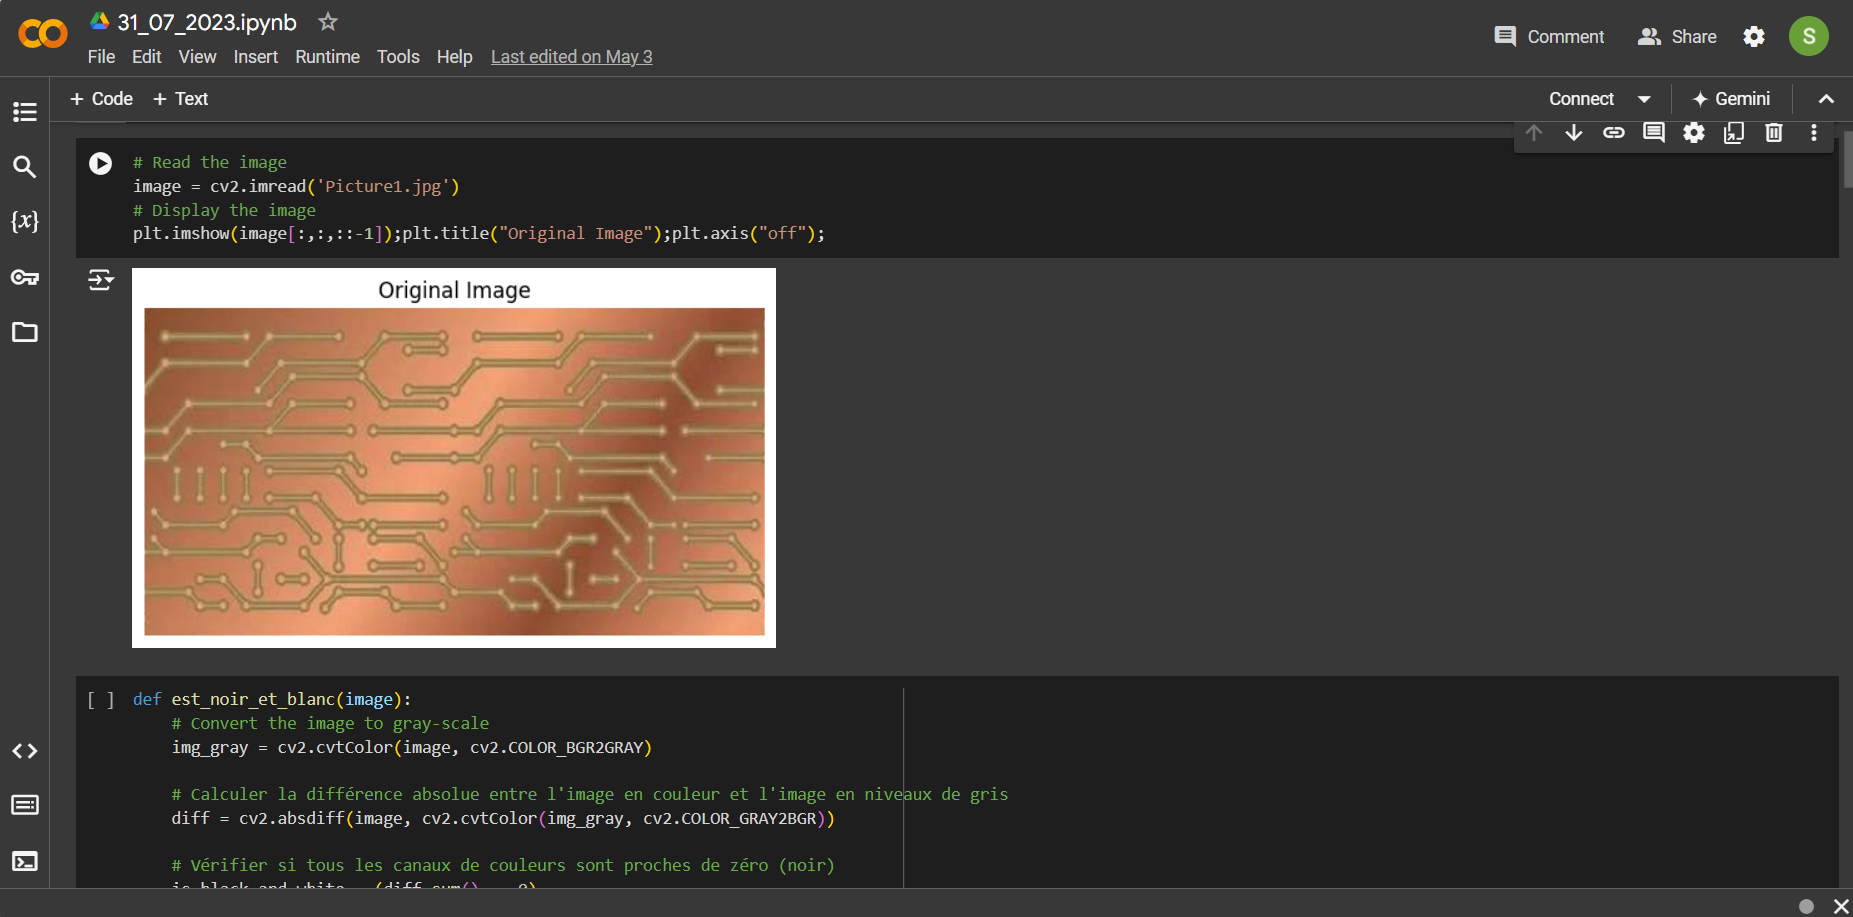 31_07_2023.ipynb
File Edit View Insert Runtime Tools Help Last edited on May 3
Comment Share S
+ Code + Text
Connect Gemini
{x}
# Read the image
image = cv2.imread('Picture1.jpg')
# Display the image
plt.imshow(image[:,:,::-1]);plt.title("Original Image");plt.axis("off");
Original Image
[ ] def est_noir_et_blanc(image):
# Convert the image to gray-scale
img_gray = cv2.cvtColor(image, cv2.COLOR_BGR2GRAY)
# Calculer la différence absolue entre l'image en couleur et l'image en niveaux de gris
diff = cv2.absdiff(image, cv2.cvtColor(img_gray, cv2.COLOR_GRAY2BGR))
# Vérifier si tous les canaux de couleurs sont proches de zéro (noir)